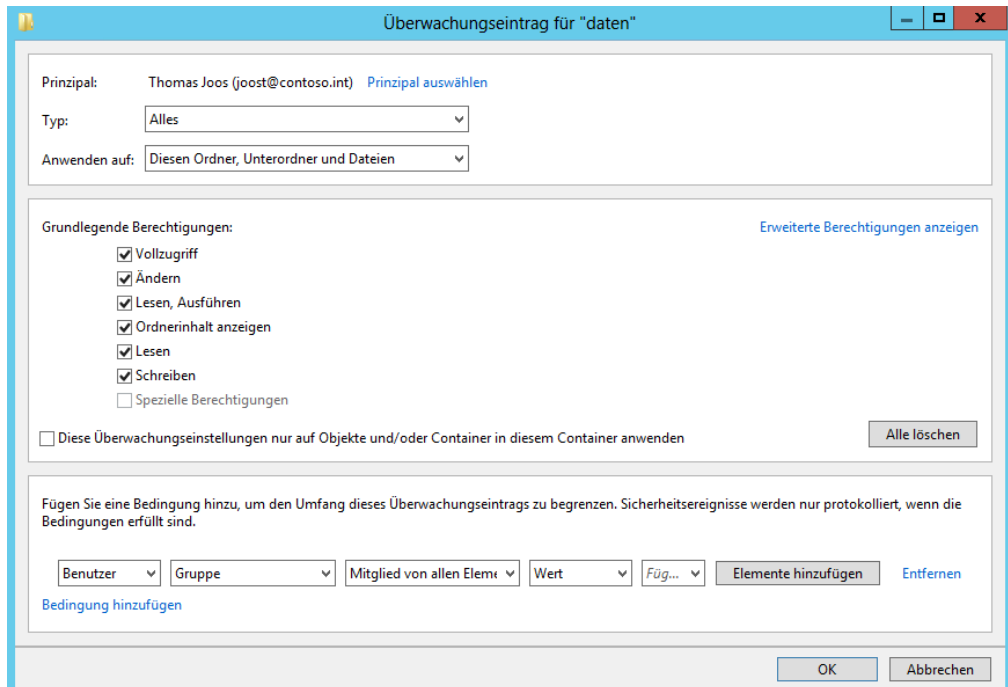 Überwachungseintrag für "daten"
Prinzipal: Thomas Joos (joost@contoso.int) Prinzipal auswählen
Typ: Alles
Anwenden auf: Diesen Ordner, Unterordner und Dateien
Grundlegende Berechtigungen: Erweiterte Berechtigungen anzeigen
Vollzugriff
Ändern
Lesen, Ausführen
Ordnerinhalt anzeigen
Lesen
Schreiben
Spezielle Berechtigungen
Diese Überwachungseinstellungen nur auf Objekte und/oder Container in diesem Container anwenden Alle löschen
Fügen Sie eine Bedingung hinzu, um den Umfang dieses Überwachungseintrags zu begrenzen. Sicherheitsereignisse werden nur protokolliert, wenn die
Bedingungen erfüllt sind.
Benutzer Gruppe Mitglied von allen Eleme Wert Füg... Elemente hinzufügen Entfernen
Bedingung hinzufügen
OK Abbrechen